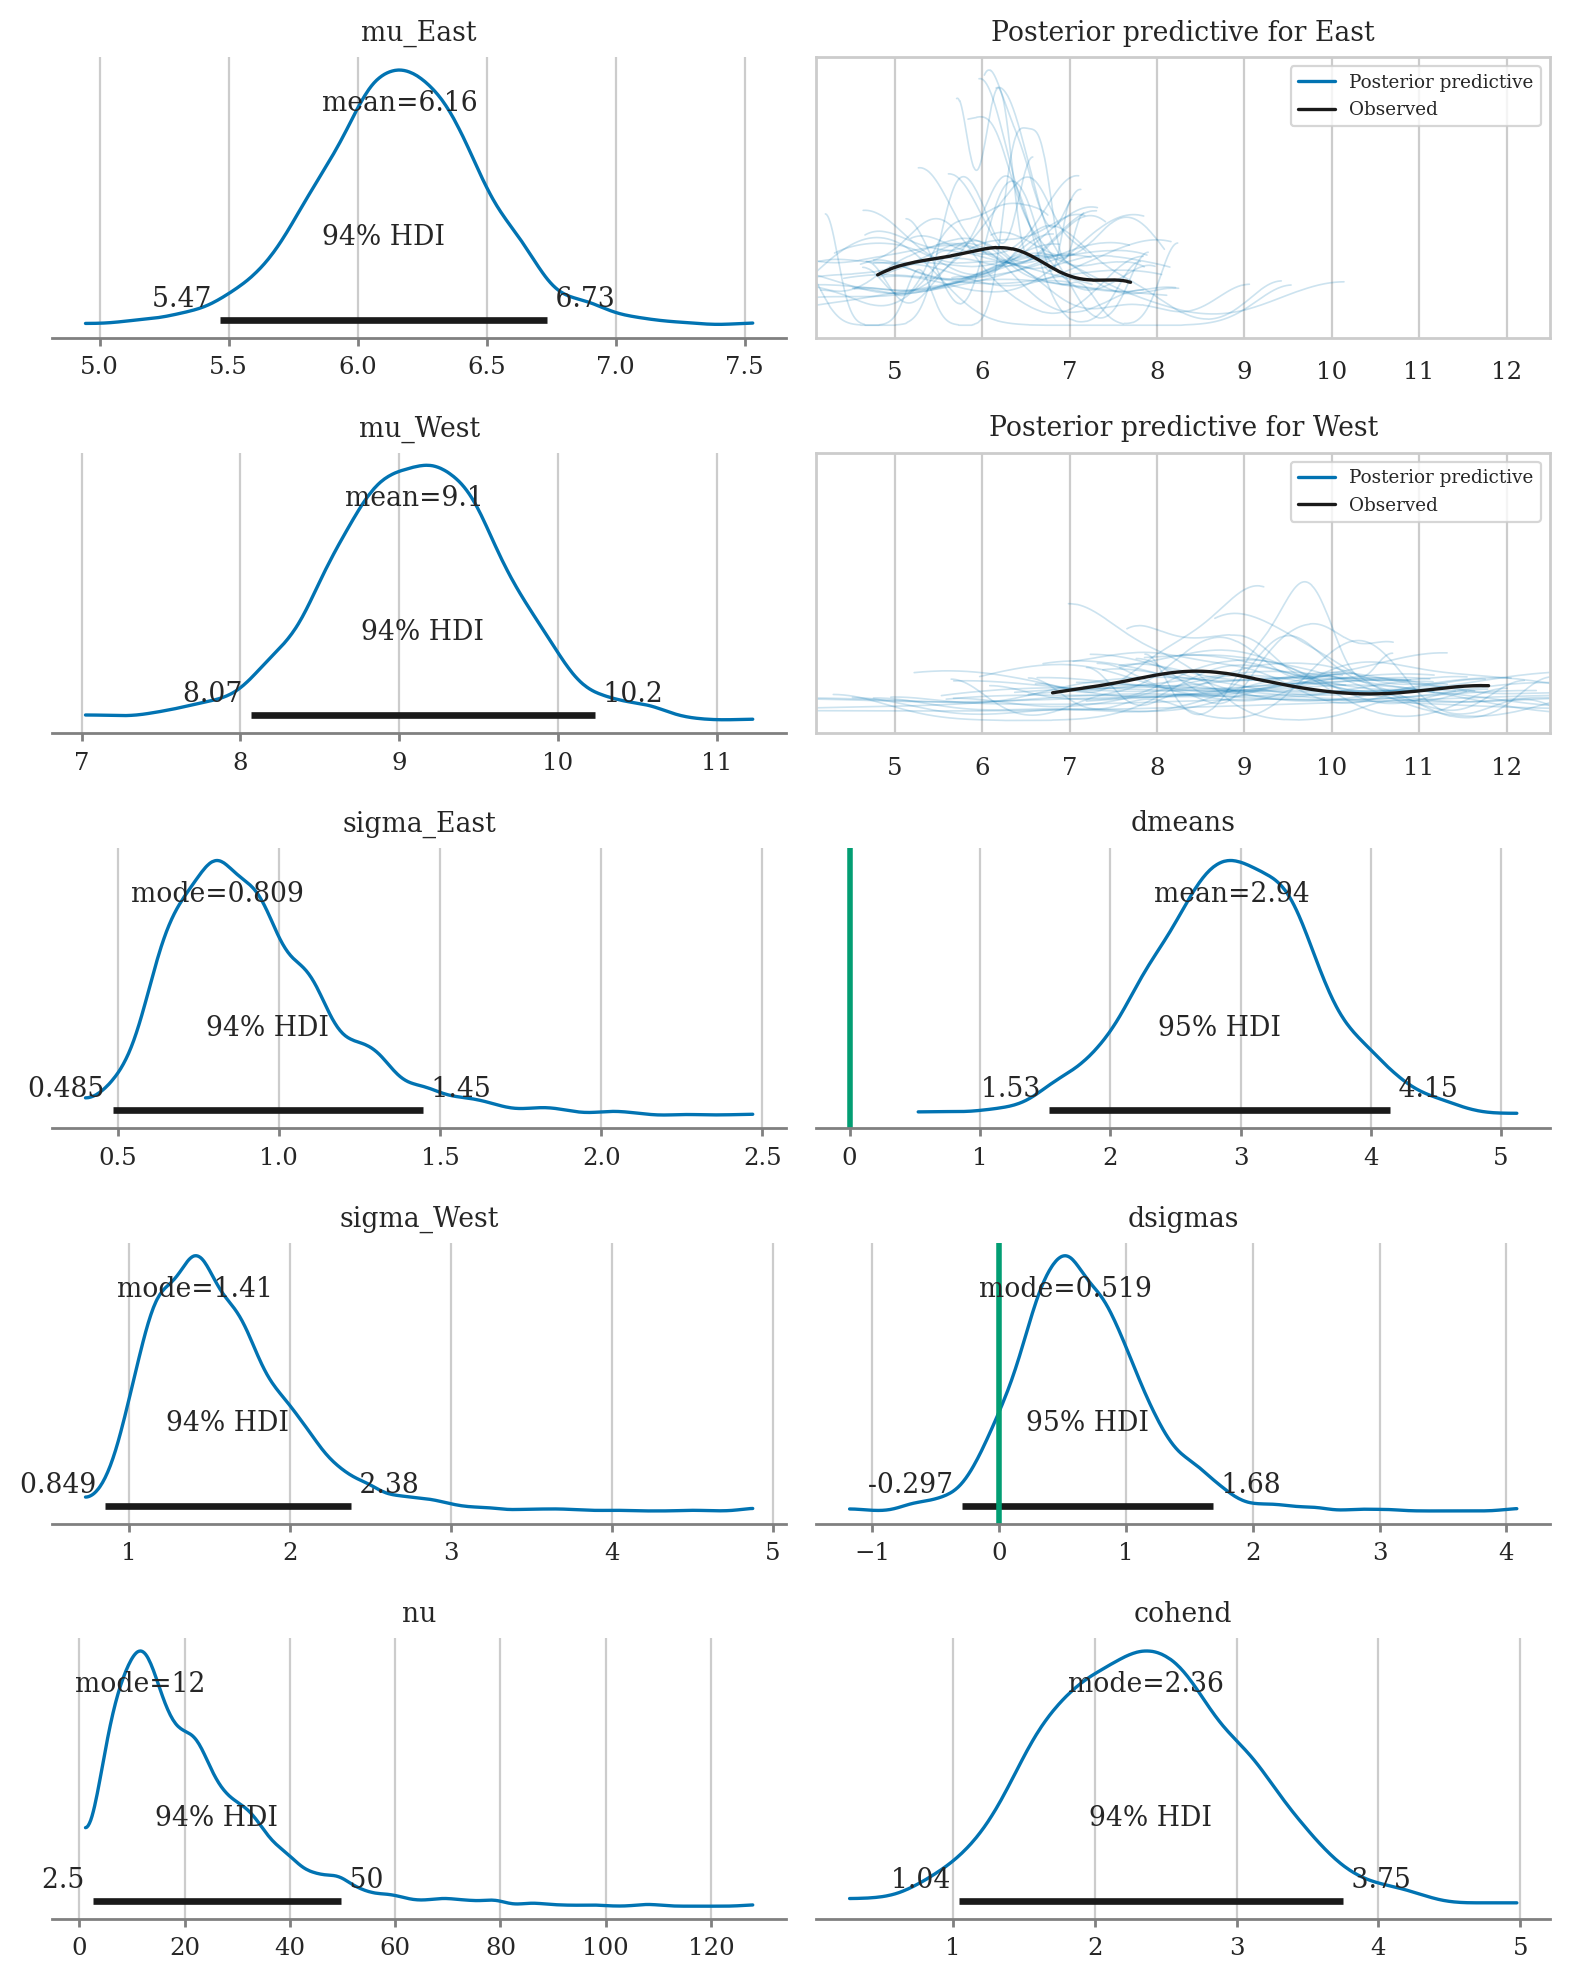 mu_East
mean=6.16
94% HDI
5.47 6.73
5.0 5.5 6.0 6.5 7.0 7.5
Posterior predictive for East
Posterior predictive
Observed
5 6 7 8 9 10 11 12
mu_West
mean=9.1
94% HDI
8.07 10.2
7 8 9 10 11
Posterior predictive for West
Posterior predictive
Observed
5 6 7 8 9 10 11 12
sigma_East
mode=0.809
94% HDI
0.485 1.45
0.5 1.0 1.5 2.0 2.5
dmeans
mean=2.94
95% HDI
1.53 4.15
0 1 2 3 4 5
sigma_West
mode=1.41
94% HDI
0.849 2.38
1 2 3 4 5
dsigmas
mode=0.519
95% HDI
-0.297 1.68
−1 0 1 2 3 4
nu
mode=12
94% HDI
2.5 50
0 20 40 60 80 100 120
cohend
mode=2.36
94% HDI
1.04 3.75
1 2 3 4 5